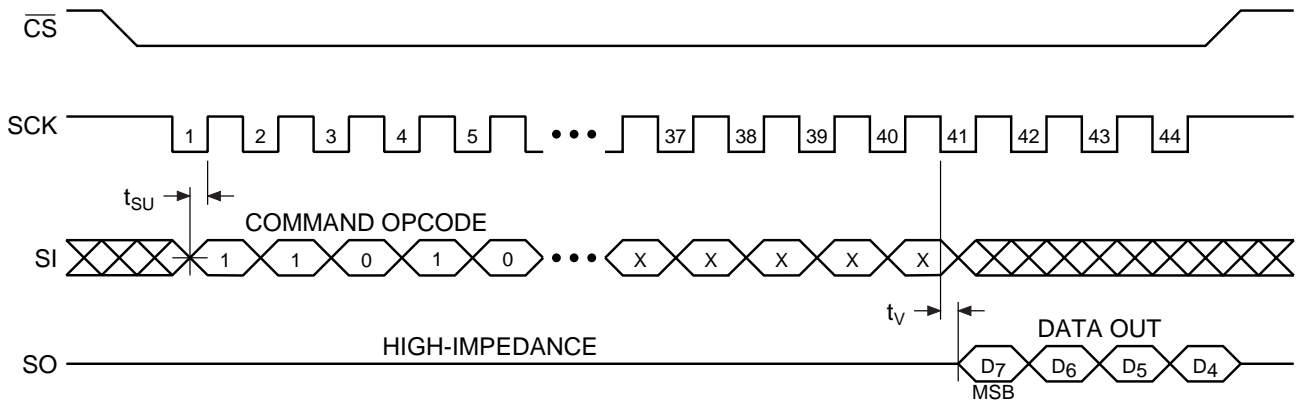 CS
SCK 1 2 3 4 5 ••• 37 38 39 40 41 42 43 44
tSU
COMMAND OPCODE
SI 1 1 0 1 0 ••• X X X X X
tV
HIGH-IMPEDANCE DATA OUT
SO D7 D6 D5 D4
MSB